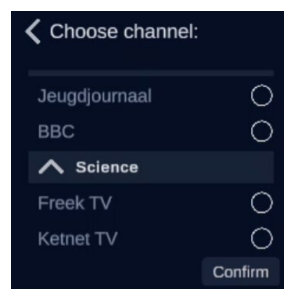 Choose channel:
Jeugdjournaal
BBC
Science
Freek TV
Ketnet TV
Confirm